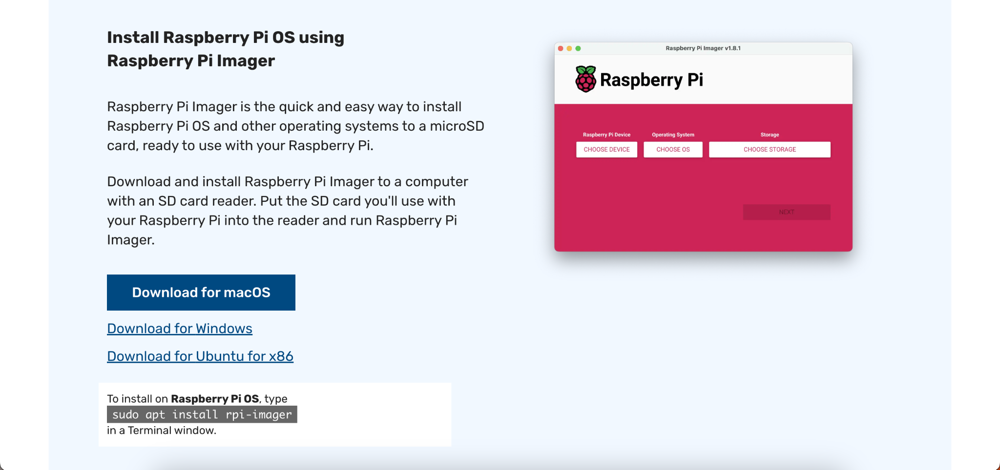 Install Raspberry Pi OS using
Raspberry Pi Imager
Raspberry Pi Imager is the quick and easy way to install
Raspberry Pi OS and other operating systems to a microSD
card, ready to use with your Raspberry Pi.
Download and install Raspberry Pi Imager to a computer
with an SD card reader. Put the SD card you'll use with
your Raspberry Pi into the reader and run Raspberry Pi
Imager.
Download for macOS
Download for Windows
Download for Ubuntu for x86
To install on Raspberry Pi OS, type
sudo apt install rpi-imager
in a Terminal window.
Raspberry Pi Imager v1.8.1
Raspberry Pi
Raspberry Pi Device
Operating System
Storage
CHOOSE DEVICE
CHOOSE OS
CHOOSE STORAGE
NEXT